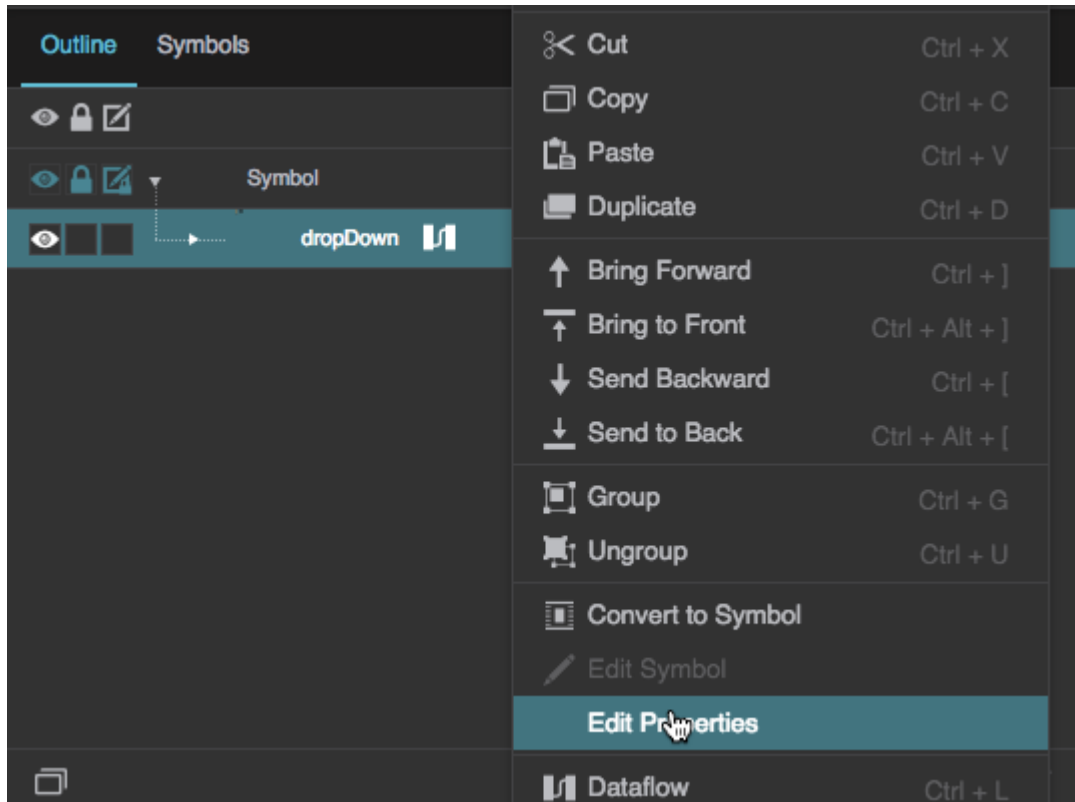 Outline Symbols
Symbol
dropDown
Cut Ctrl + X
Copy Ctrl + C
Paste Ctrl + V
Duplicate Ctrl + D
Bring Forward Ctrl + ]
Bring to Front Ctrl + Alt + ]
Send Backward Ctrl + [
Send to Back Ctrl + Alt + [
Group Ctrl + G
Ungroup Ctrl + U
Convert to Symbol
Edit Symbol
Edit Properties
Dataflow Ctrl + L